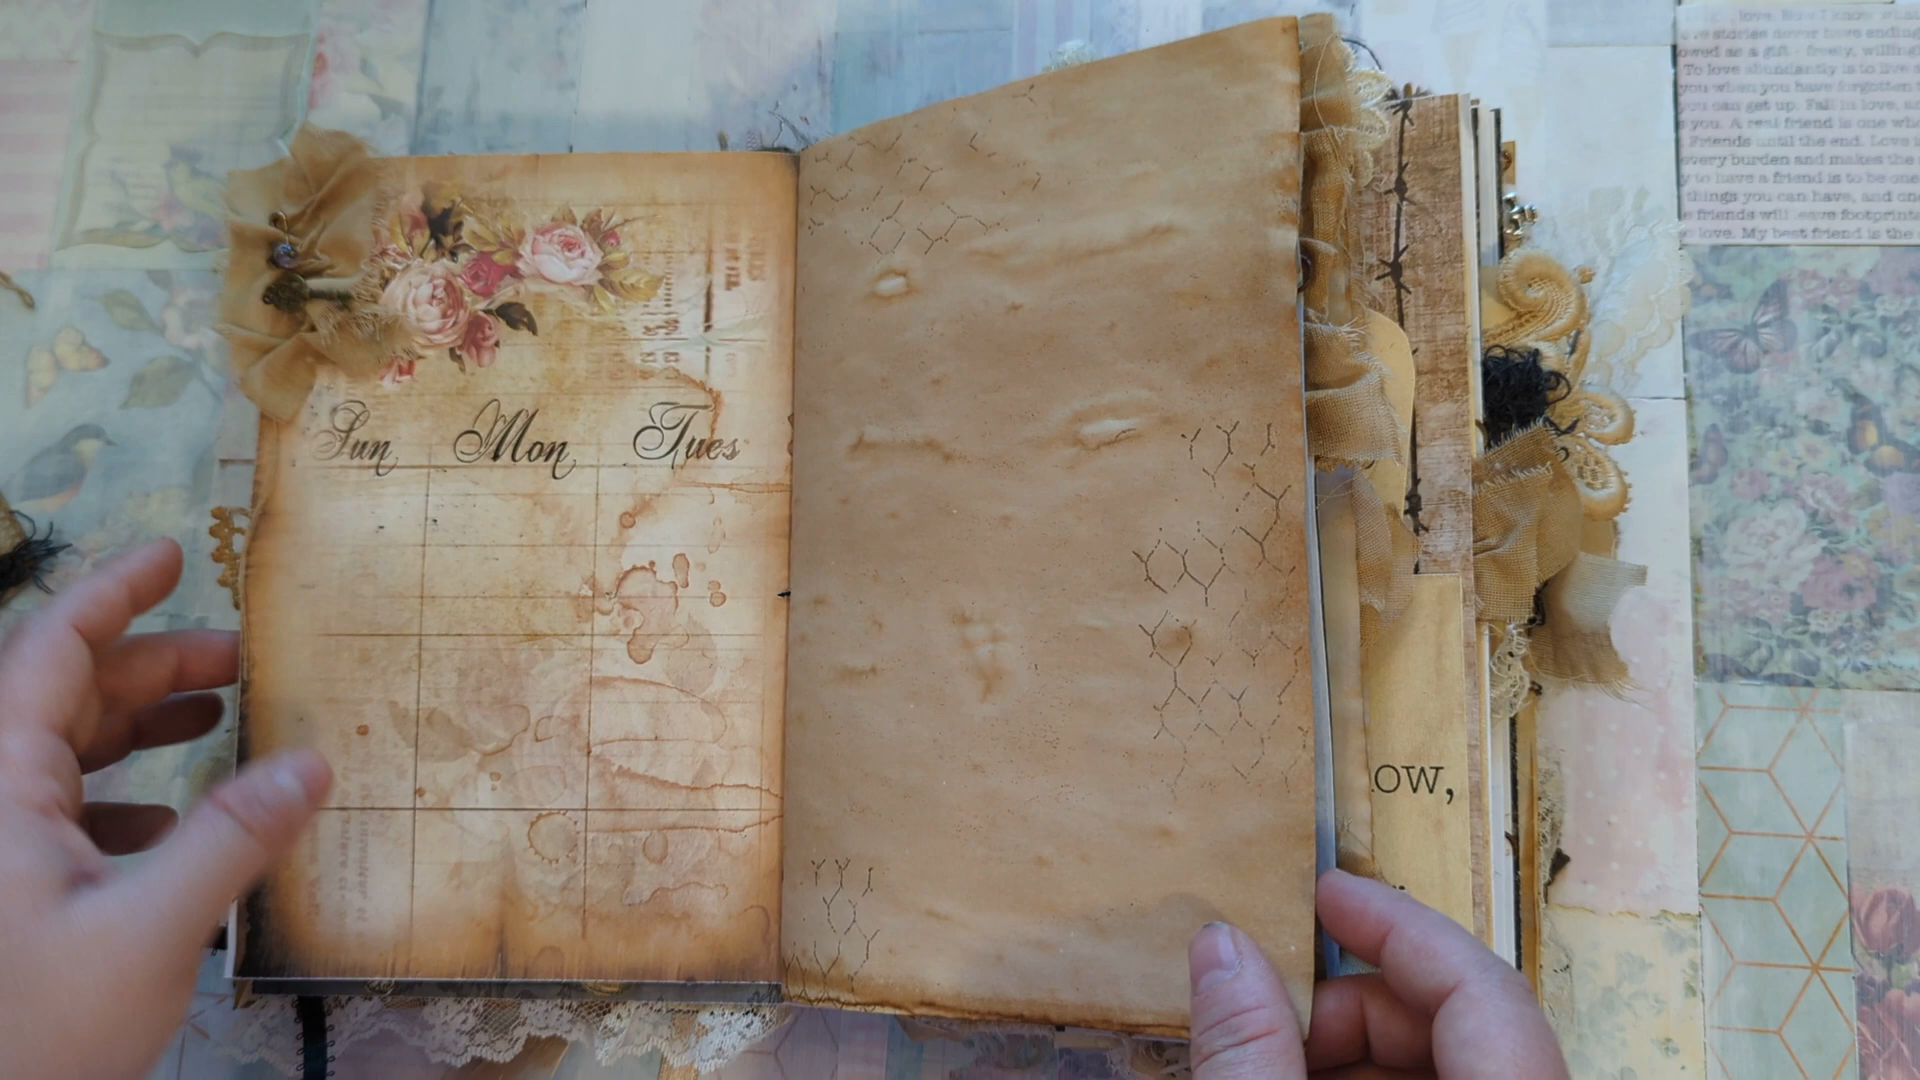 Sun Mon Tues
ow,
love. Now I know what
stories never have ending
owed as a gift - freely, willing
To love abundantly is to live
you when you have forgotten
you can get up. Fall in love,
you. A real friend is one wh
Friends until the end. Love i
every burden and makes the
y to have a friend is to be one
things you can have, and one
friends will leave footprints
love. My best friend is the